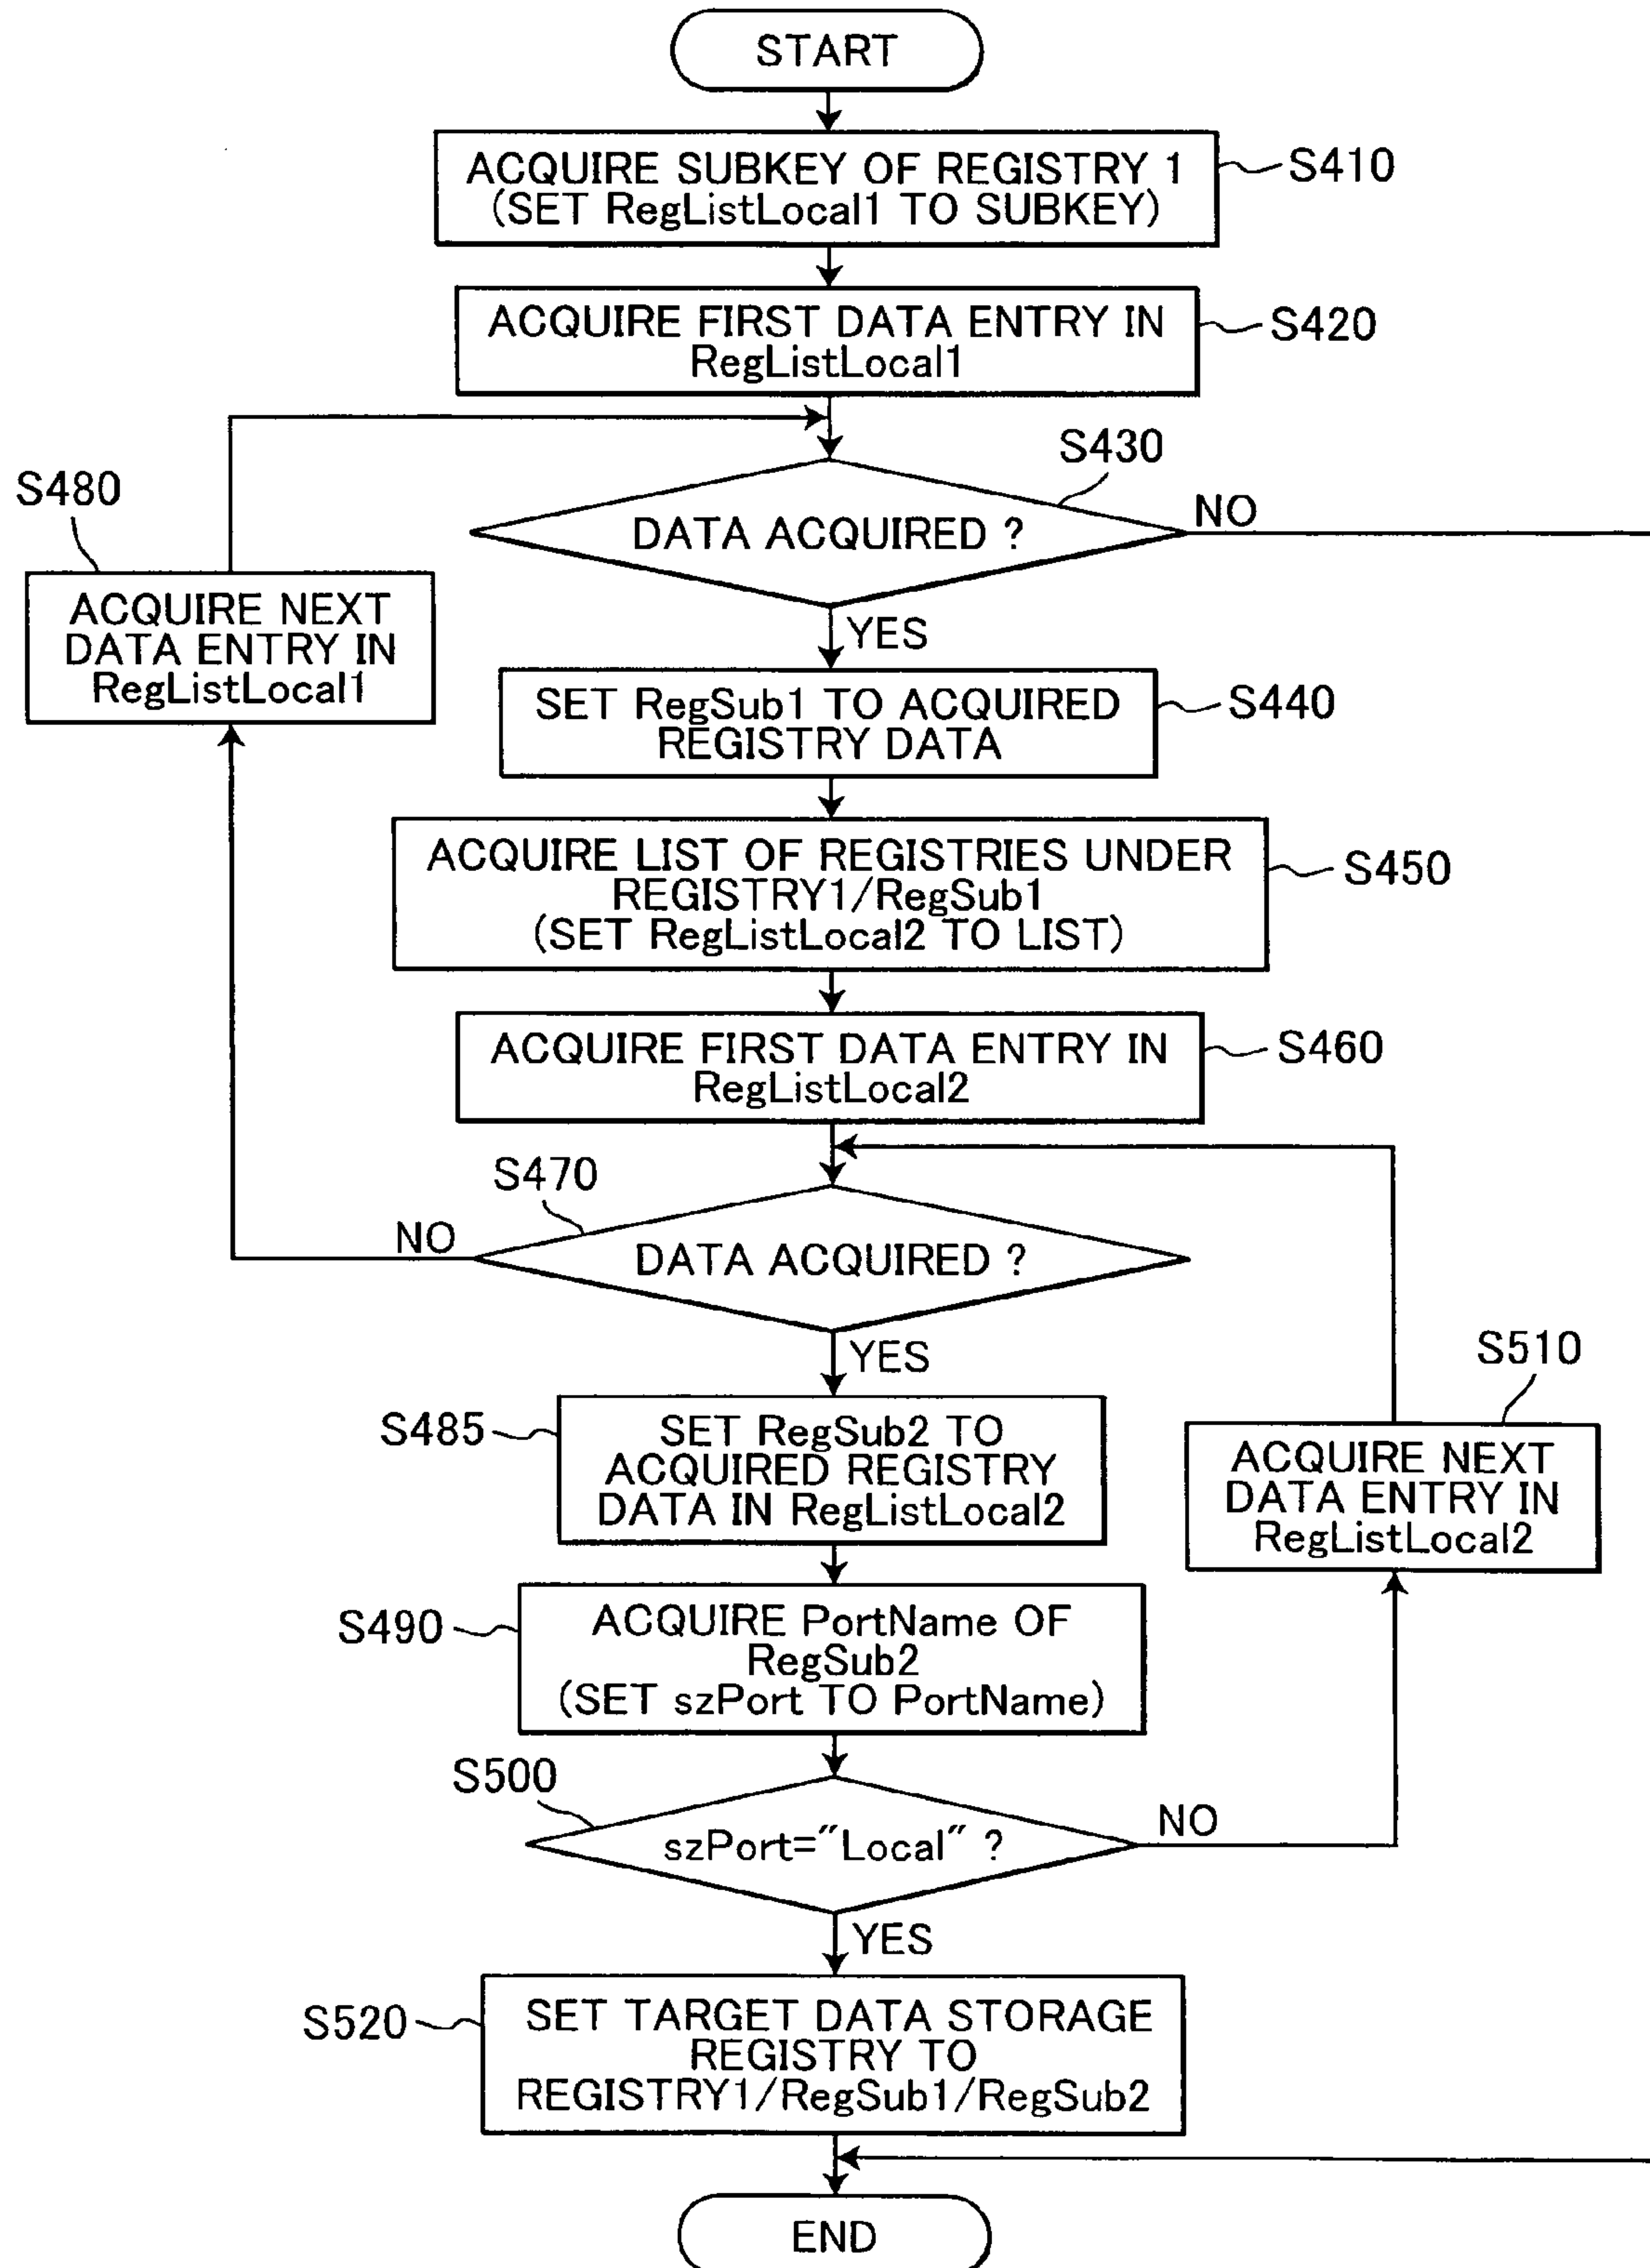 START
ACQUIRE SUBKEY OF REGISTRY 1
(SET RegListLocal1 TO SUBKEY)
S410
ACQUIRE FIRST DATA ENTRY IN
RegListLocal1
S420
S430
DATA ACQUIRED ?
NO
S480
ACQUIRE NEXT
DATA ENTRY IN
RegListLocal1
YES
SET RegSub1 TO ACQUIRED
REGISTRY DATA
S440
ACQUIRE LIST OF REGISTRIES UNDER
REGISTRY1/RegSub1
(SET RegListLocal2 TO LIST)
S450
ACQUIRE FIRST DATA ENTRY IN
RegListLocal2
S460
S470
NO
DATA ACQUIRED ?
YES
S485
SET RegSub2 TO
ACQUIRED REGISTRY
DATA IN RegListLocal2
S510
ACQUIRE NEXT
DATA ENTRY IN
RegListLocal2
S490
ACQUIRE PortName OF
RegSub2
(SET szPort TO PortName)
S500
szPort="Local" ?
NO
YES
S520
SET TARGET DATA STORAGE
REGISTRY TO
REGISTRY1/RegSub1/RegSub2
END